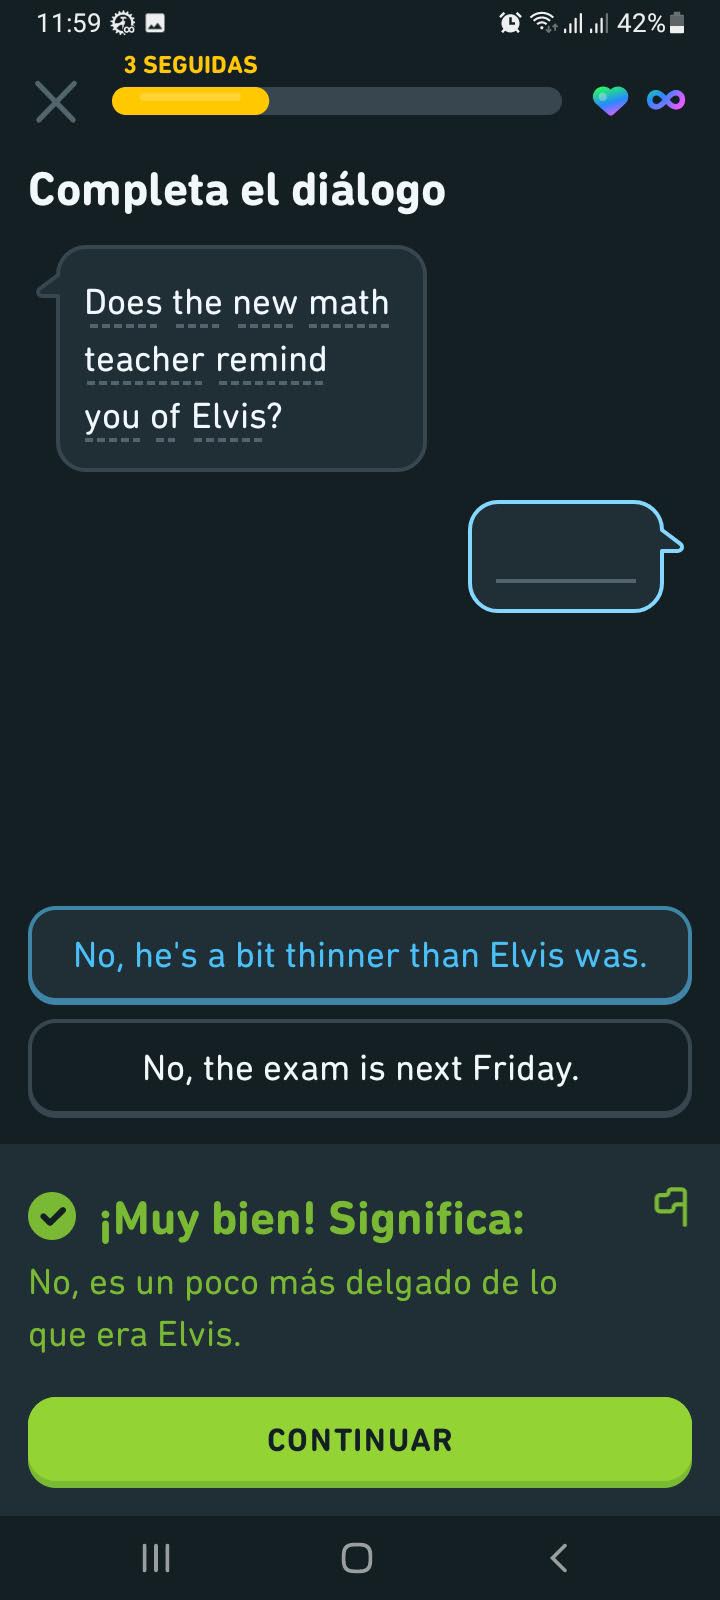 11:59
42%
3 SEGUIDAS
Completa el diálogo
Does the new math
teacher remind
you of Elvis?
No, he's a bit thinner than Elvis was.
No, the exam is next Friday.
¡Muy bien! Significa:
No, es un poco más delgado de lo
que era Elvis.
CONTINUAR